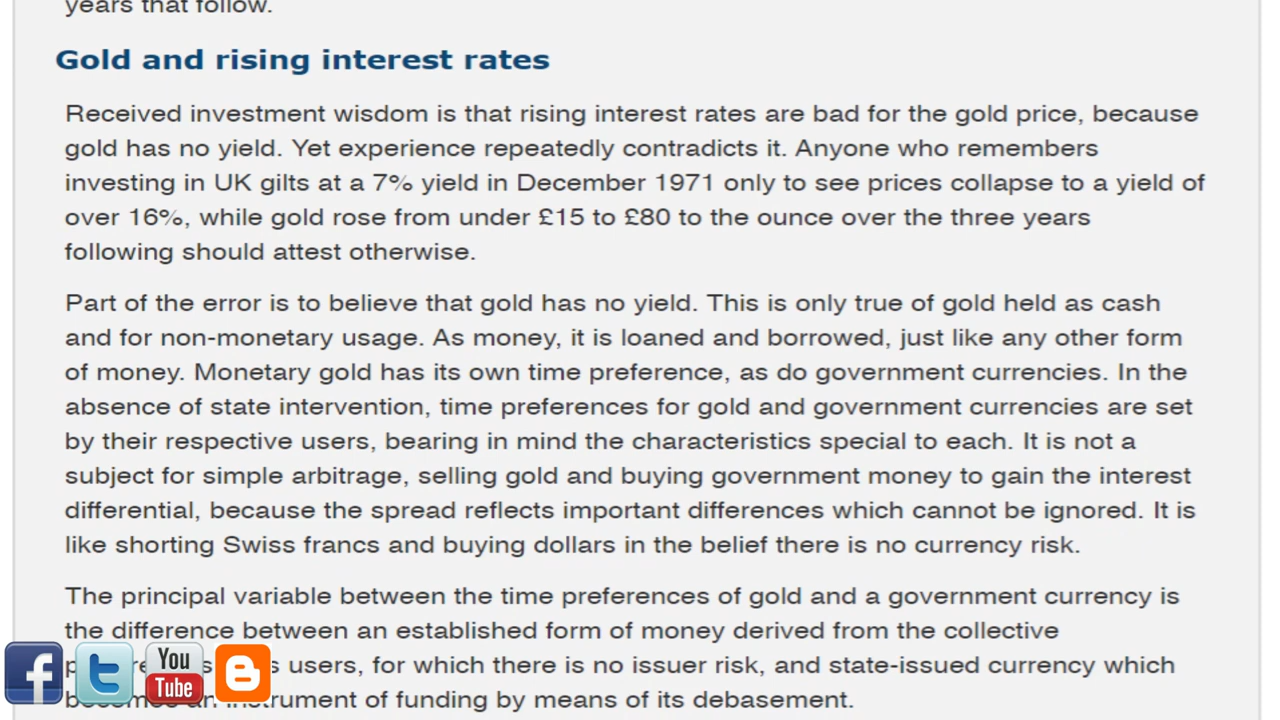 years that follow.
Gold and rising interest rates
Received investment wisdom is that rising interest rates are bad for the gold price, because
gold has no yield. Yet experience repeatedly contradicts it. Anyone who remembers
investing in UK gilts at a 7% yield in December 1971 only to see prices collapse to a yield of
over 16%, while gold rose from under £15 to £80 to the ounce over the three years
following should attest otherwise.
Part of the error is to believe that gold has no yield. This is only true of gold held as cash
and for non-monetary usage. As money, it is loaned and borrowed, just like any other form
of money. Monetary gold has its own time preference, as do government currencies. In the
absence of state intervention, time preferences for gold and government currencies are set
by their respective users, bearing in mind the characteristics special to each. It is not a
subject for simple arbitrage, selling gold and buying government money to gain the interest
differential, because the spread reflects important differences which cannot be ignored. It is
like shorting Swiss francs and buying dollars in the belief there is no currency risk.
The principal variable between the time preferences of gold and a government currency is
the difference between an established form of money derived from the collective
users, for which there is no issuer risk, and state-issued currency which
instrument of funding by means of its debasement.
You
Tube